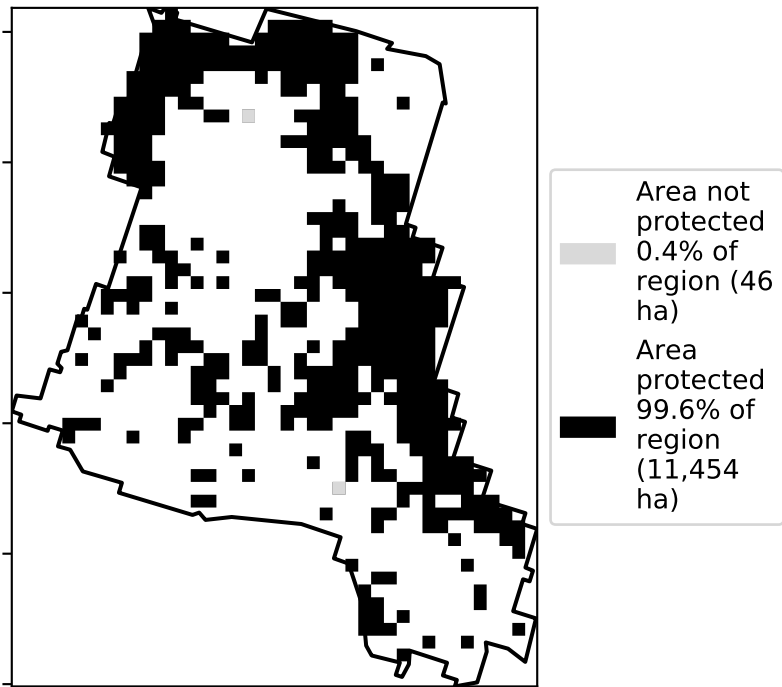 Area not
protected
0.4% of
region (46
ha)
Area
protected
99.6% of
region
(11,454
ha)